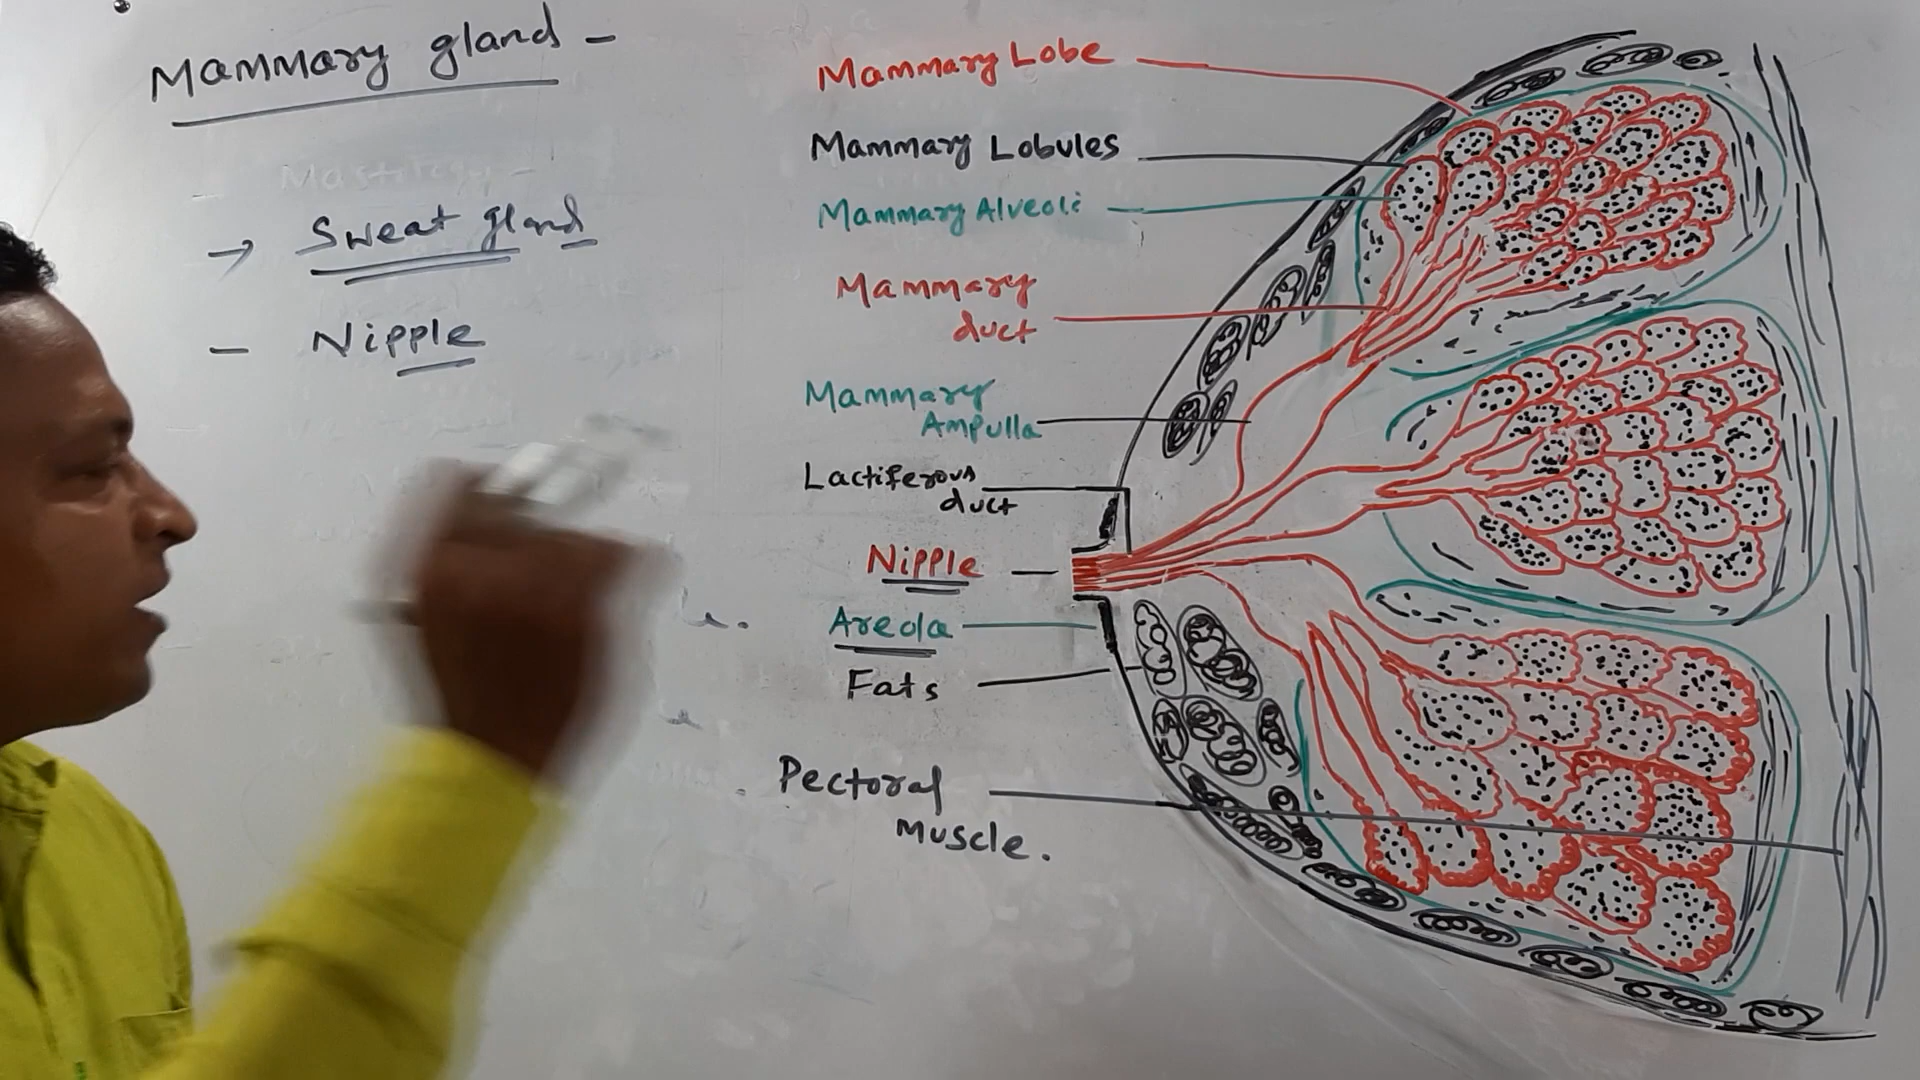 Mammary gland -
Mastilogy -
→ Sweat gland
- Nipple
Mammary Lobe
Mammary Lobules
Mammary Alveoli
Mammary
duct
Mammary
Ampulla
Lactiferous
duct
Nipple
Areola
Fats
Pectoral
Muscle.